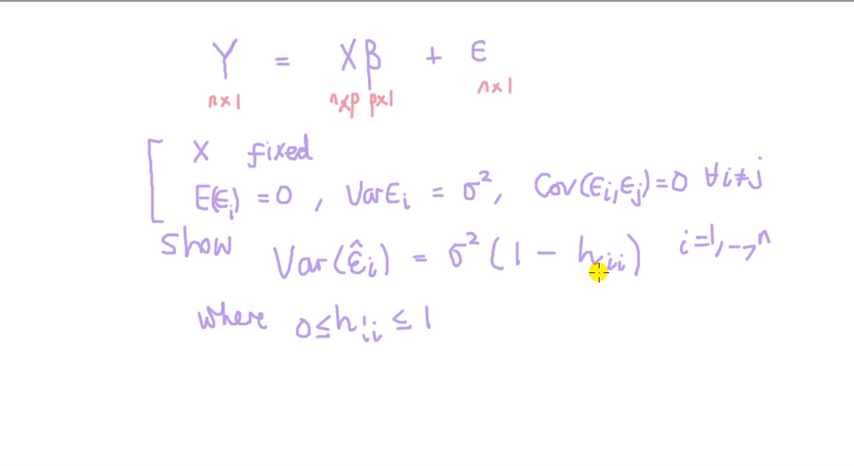 Y = Xβ + ε
n×1 n×p p×1 n×1
X fixed
E(εi) = 0 , Var εi = σ², Cov(εi, εj) = 0 ∀i≠j
Show Var(ε̂i) = σ² (1 − hii) i=1,–,n
where 0 ≤ hii ≤ 1